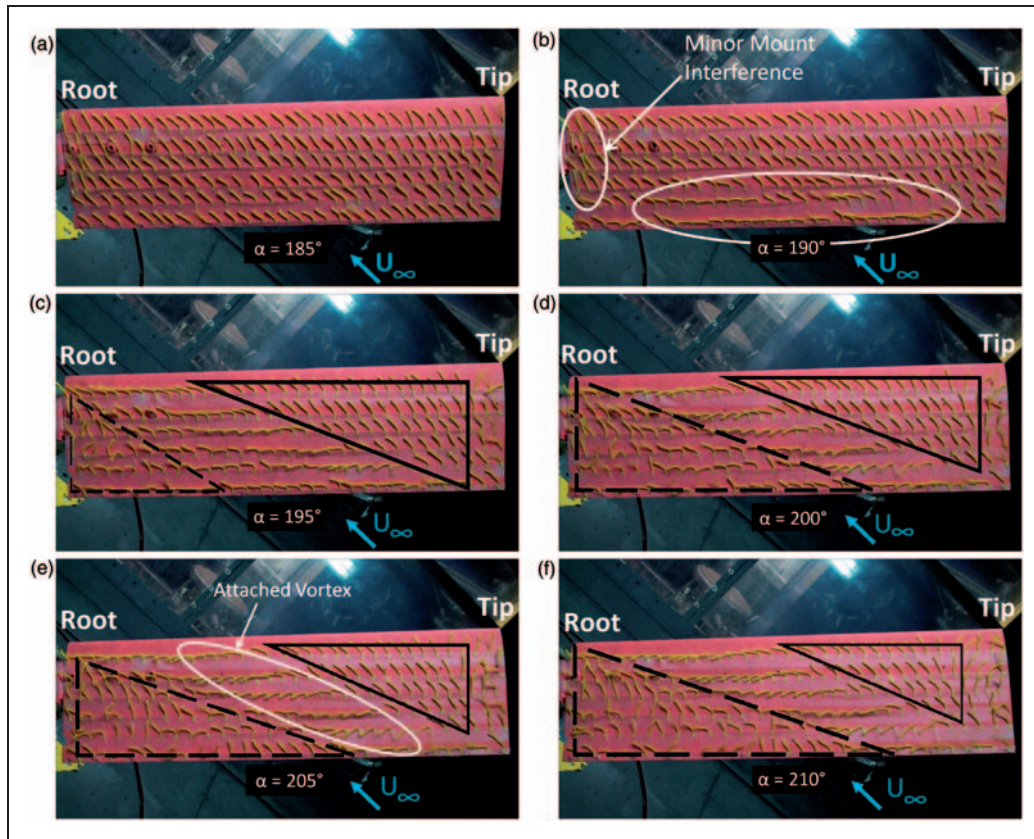 (a)
Root
Tip
α = 185°
U∞
(b)
Minor Mount
Interference
Root
Tip
α = 190°
U∞
(c)
Root
Tip
α = 195°
U∞
(d)
Root
Tip
α = 200°
U∞
(e)
Attached Vortex
Root
Tip
α = 205°
U∞
(f)
Root
Tip
α = 210°
U∞